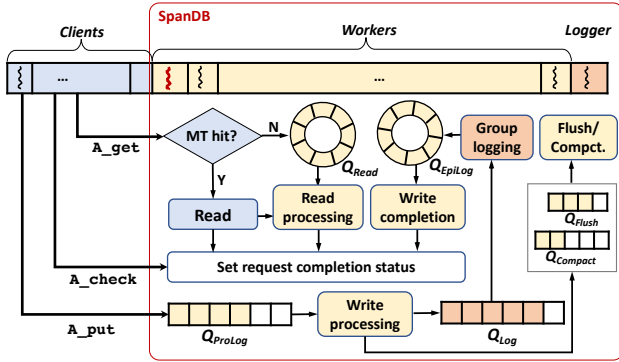 SpanDB
Clients
Workers
Logger
...
...
A_get
MT hit?
N
Q_Read
Q_EpiLog
Group
logging
Flush/
Compct.
Y
Read
Read
processing
Write
completion
Q_Flush
Q_Compact
Set request completion status
A_check
A_put
Q_ProLog
Write
processing
Q_Log